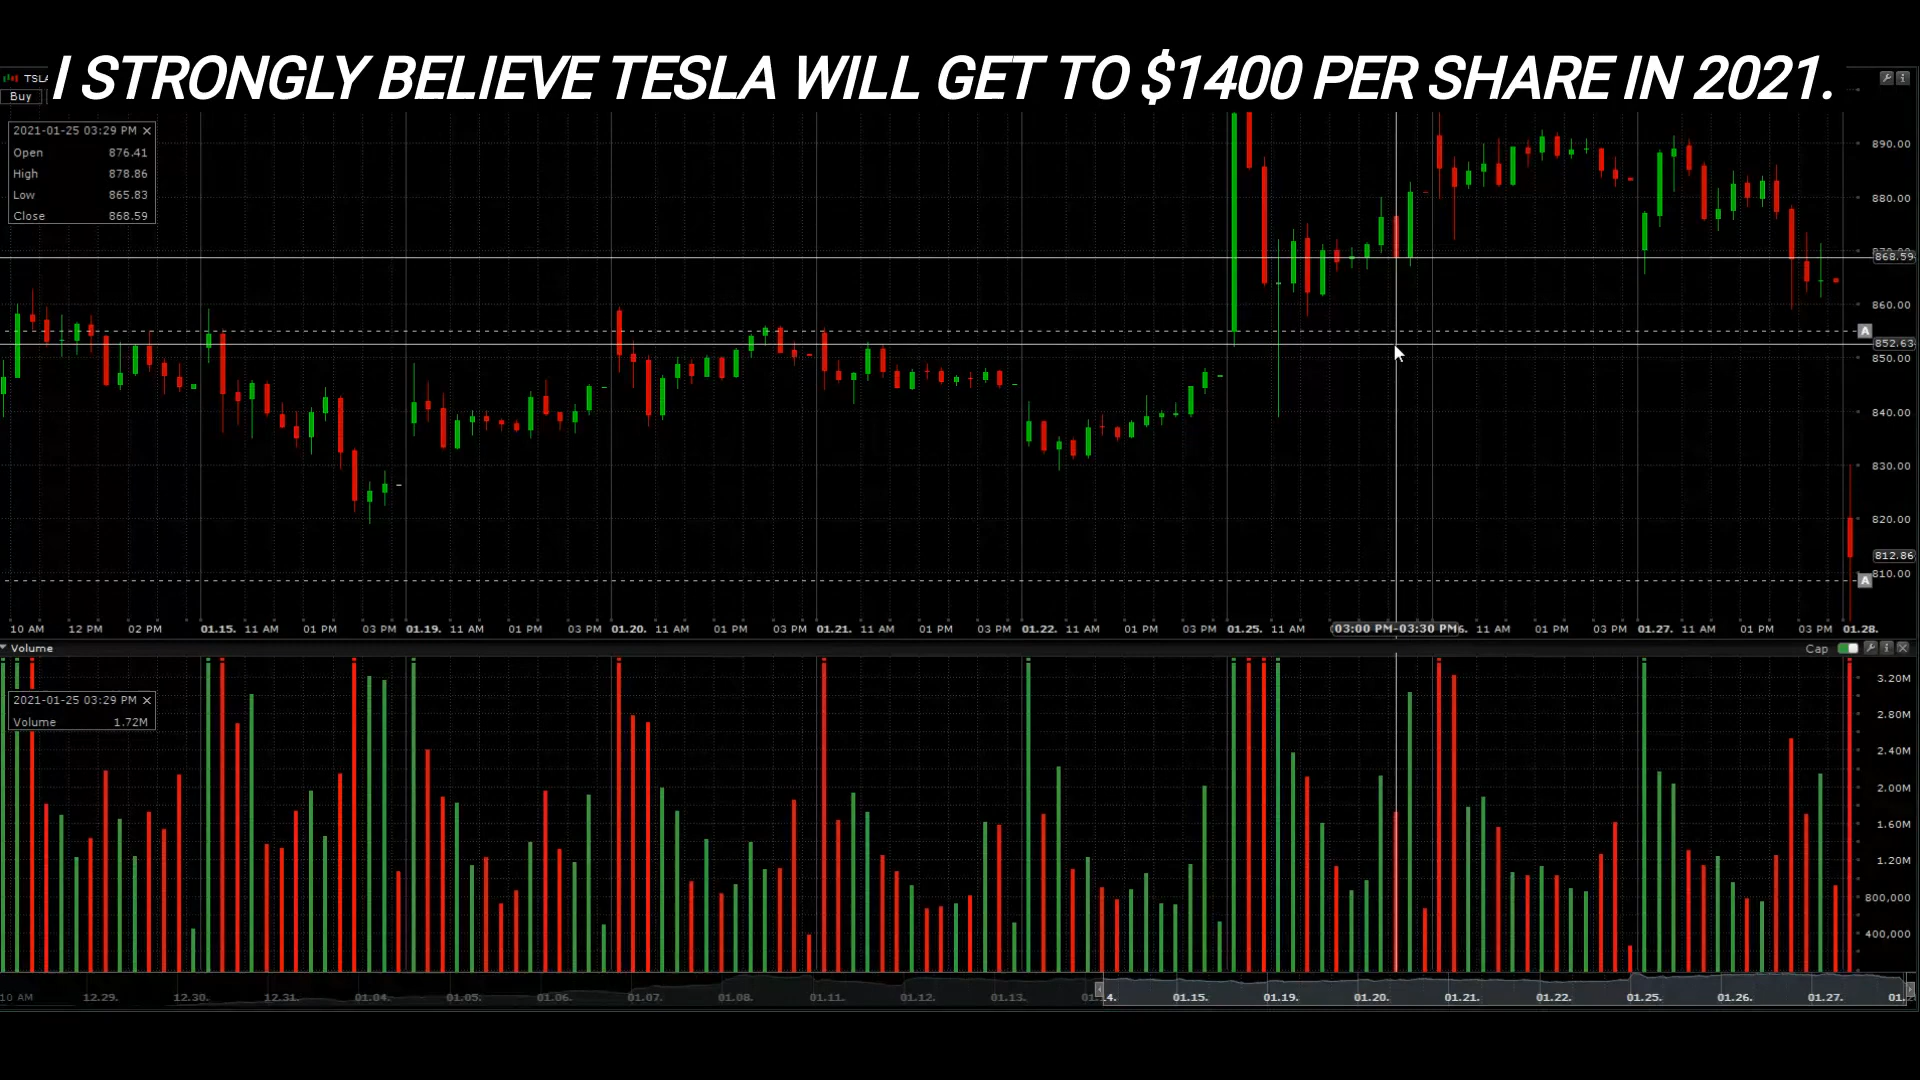 I STRONGLY BELIEVE TESLA WILL GET TO $1400 PER SHARE IN 2021.
TSLA
Buy
2021-01-25 03:29 PM
Open 876.41
High 878.86
Low 865.83
Close 868.59
890.00
880.00
868.59
860.00
A
852.63
850.00
840.00
830.00
820.00
812.86
A 810.00
10 AM 12 PM 02 PM 01.15. 11 AM 01 PM 03 PM 01.19. 11 AM 01 PM 03 PM 01.20. 11 AM 01 PM 03 PM 01.21. 11 AM 01 PM 03 PM 01.22. 11 AM 01 PM 03 PM 01.25. 11 AM 03:00 PM-03:30 PM 6. 11 AM 01 PM 03 PM 01.27. 11 AM 01 PM 03 PM 01.28.
Volume Cap
2021-01-25 03:29 PM
Volume 1.72M
3.20M
2.80M
2.40M
2.00M
1.60M
1.20M
800,000
400,000
10 AM 12.29. 12.30. 12.31. 01.04. 01.05. 01.06. 01.07. 01.08. 01.11. 01.12. 01.13. 4. 01.15. 01.19. 01.20. 01.21. 01.22. 01.25. 01.26. 01.27.